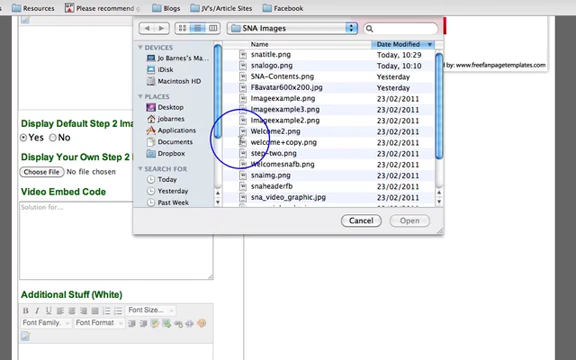 Please recommen
Blogs
JV's/Article Sites
Facebook
SNA Images
DEVICES
Jo Barnes's Ma...
iDisk
Macintosh HD
PLACES
Desktop
jobarnes
Applications
Documents
Dropbox
SEARCH FOR
Today
Yesterday
Past Week
Name Date Modified
snatitle.png Today, 10:29
snalogo.png Today, 10:10
SNA-Contents.png Yesterday
FBavatar600x200.jpg Yesterday
Imageexample.png 23/02/2011
Imageexample3.png 23/02/2011
Imageexample2.png 23/02/2011
Welcome2.png 23/02/2011
welcome+copy.png 23/02/2011
step-two.png 23/02/2011
Welcomesnafb.png 23/02/2011
snaimg.png 23/02/2011
snaheaderfb 23/02/2011
sna_video_graphic.jpg 23/02/2011
Cancel Open
ed by: www.freefanpagetemplates.com
Display Default Step 2 Im
Yes No
Display Your Own Step 2
Choose File No file chosen
Video Embed Code
Solution for...
Additional Stuff (White)
B I U Font Size...
Font Family. Font Format